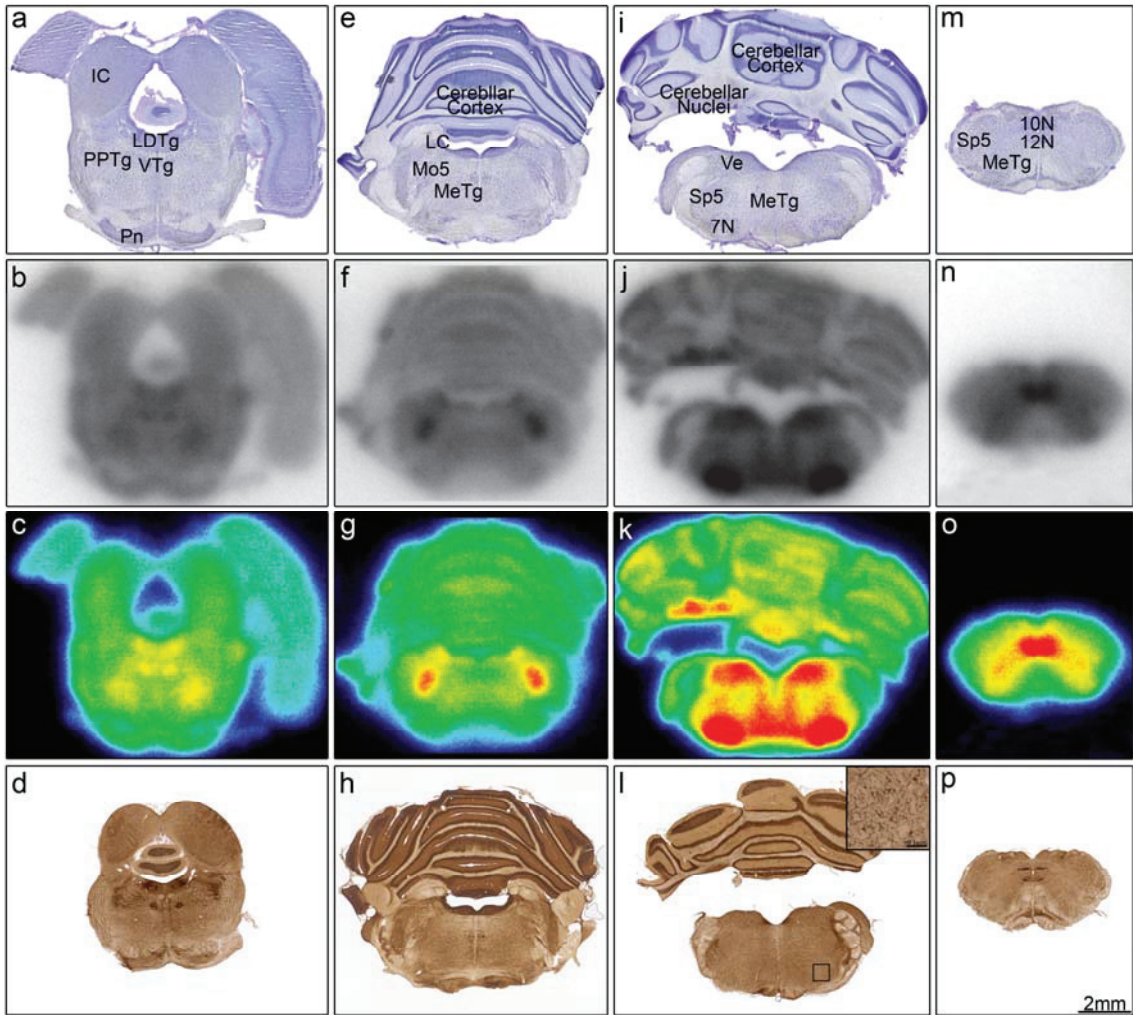 a
IC
LDTg
PPTg
VTg
Pn
e
Cerebllar
Cortex
LC
Mo5
MeTg
i
Cerebellar
Cortex
Cerebellar
Nuclei
Ve
Sp5
MeTg
7N
m
10N
Sp5
12N
MeTg
b
f
j
n
c
g
k
o
d
h
l
p
2mm